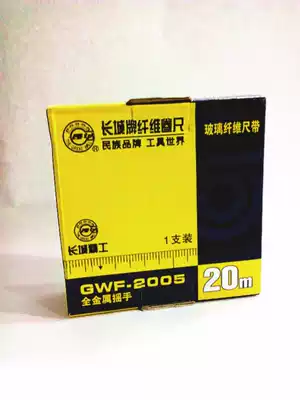 长城牌纤维卷尺
民族品牌 工具世界
玻璃纤维尺带
长城霸工
1支装
GWF-2005
全金属摇手
20m